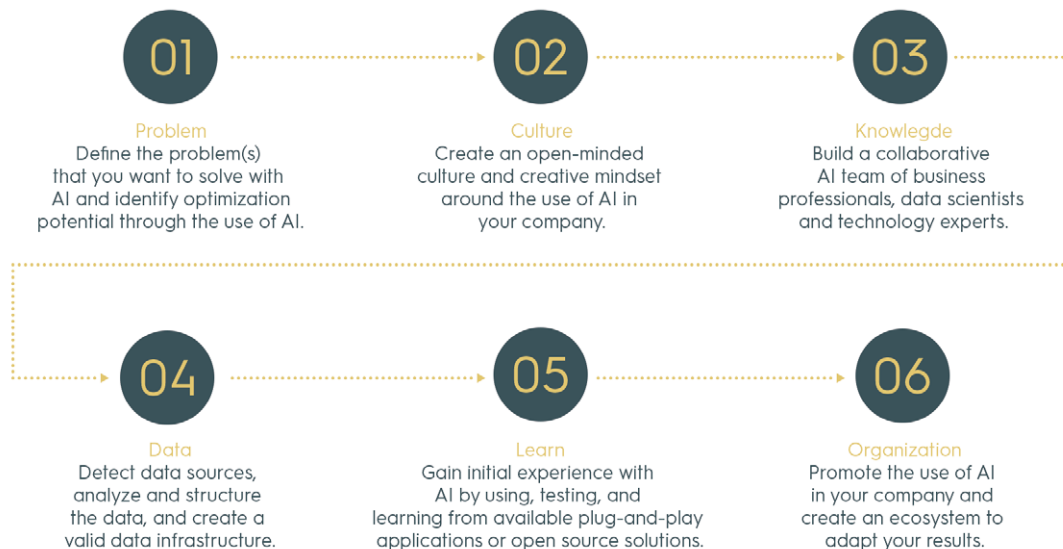 01
Problem
Define the problem(s)
that you want to solve with
AI and identify optimization
potential through the use of AI.
02
Culture
Create an open-minded
culture and creative mindset
around the use of AI in
your company.
03
Knowlegde
Build a collaborative
AI team of business
professionals, data scientists
and technology experts.
04
Data
Detect data sources,
analyze and structure
the data, and create a
valid data infrastructure.
05
Learn
Gain initial experience with
AI by using, testing, and
learning from available plug-and-play
applications or open source solutions.
06
Organization
Promote the use of AI
in your company and
create an ecosystem to
adapt your results.